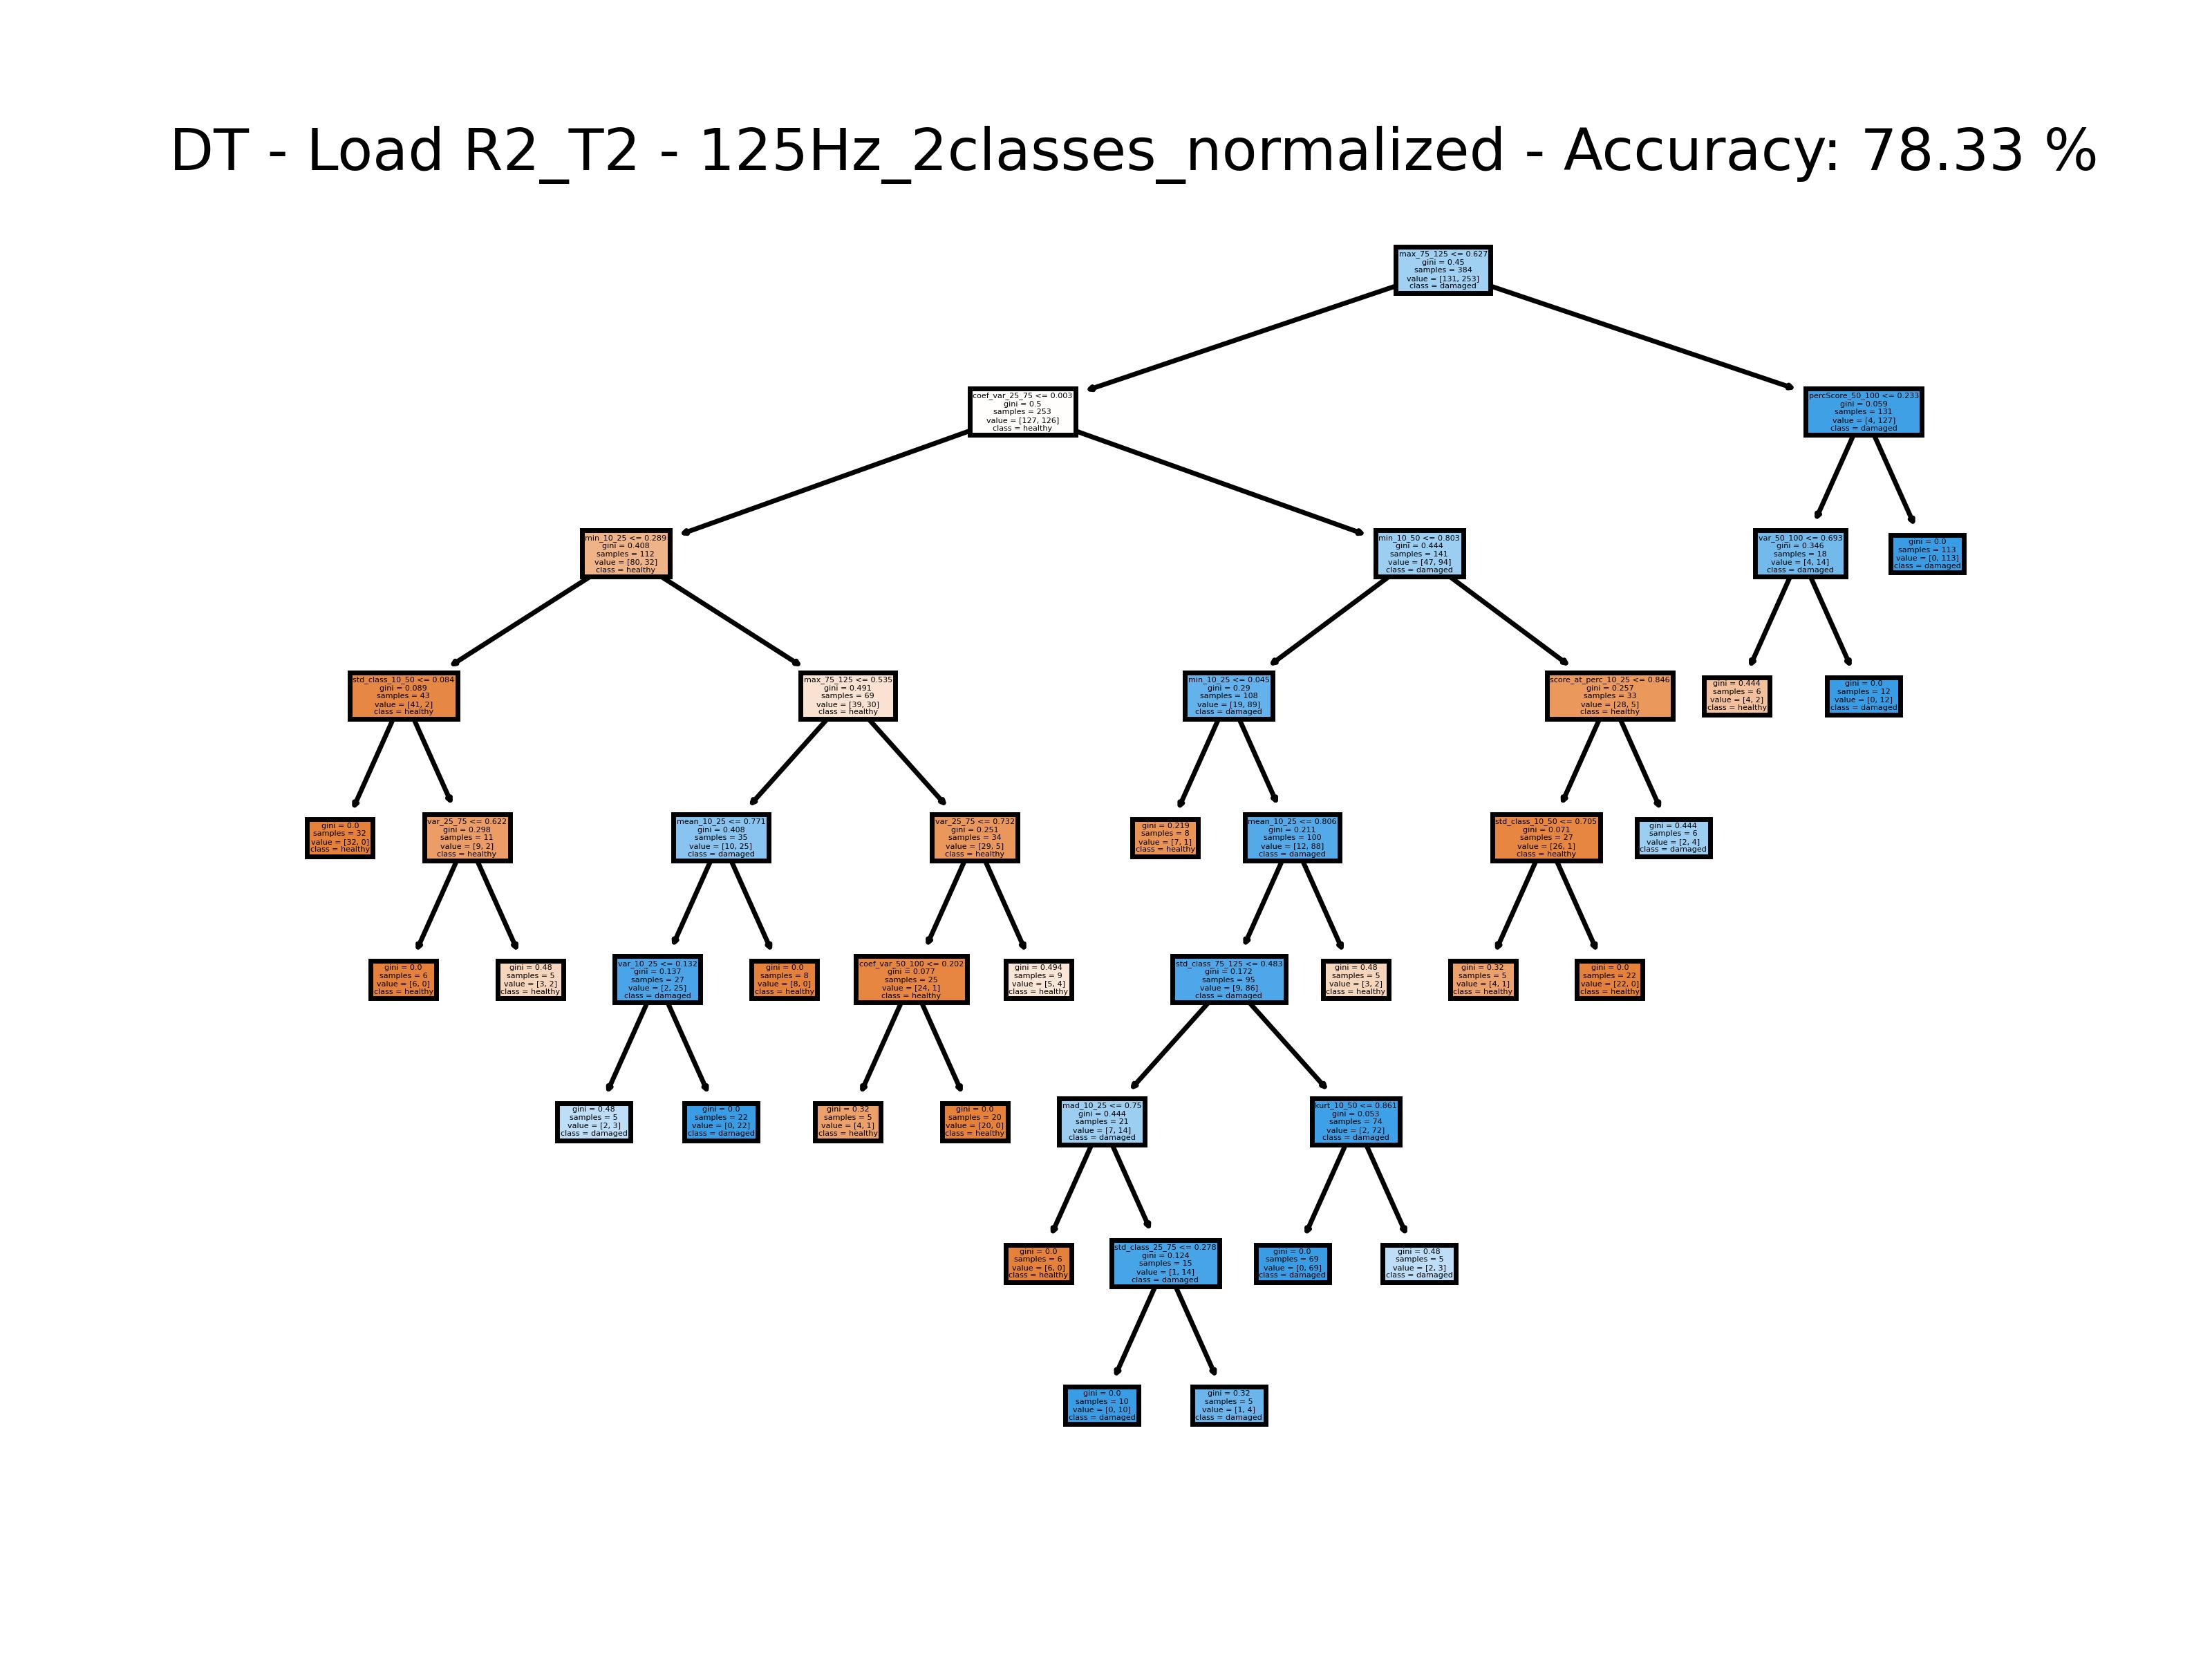 DT - Load R2_T2 - 125Hz_2classes_normalized - Accuracy: 78.33 %
max_75_125 <= 0.627
gini = 0.45
samples = 384
value = [131, 253]
class = damaged
coef_var_25_75 <= 0.003
gini = 0.5
samples = 253
value = [127, 126]
class = healthy
percScore_50_100 <= 0.233
gini = 0.059
samples = 131
value = [4, 127]
class = damaged
min_10_25 <= 0.289
gini = 0.408
samples = 112
value = [80, 32]
class = healthy
min_10_50 <= 0.803
gini = 0.444
samples = 141
value = [47, 94]
class = damaged
var_50_100 <= 0.693
gini = 0.346
samples = 18
value = [4, 14]
class = damaged
gini = 0.0
samples = 113
value = [0, 113]
class = damaged
std_class_10_50 <= 0.084
gini = 0.089
samples = 43
value = [41, 2]
class = healthy
max_75_125 <= 0.535
gini = 0.491
samples = 69
value = [39, 30]
class = healthy
min_10_25 <= 0.045
gini = 0.29
samples = 108
value = [19, 89]
class = damaged
score_at_perc_10_25 <= 0.846
gini = 0.257
samples = 33
value = [28, 5]
class = healthy
gini = 0.444
samples = 6
value = [4, 2]
class = healthy
gini = 0.0
samples = 12
value = [0, 12]
class = damaged
gini = 0.0
samples = 32
value = [32, 0]
class = healthy
var_25_75 <= 0.622
gini = 0.298
samples = 11
value = [9, 2]
class = healthy
mean_10_25 <= 0.771
gini = 0.408
samples = 35
value = [10, 25]
class = damaged
var_25_75 <= 0.732
gini = 0.251
samples = 34
value = [29, 5]
class = healthy
gini = 0.219
samples = 8
value = [7, 1]
class = healthy
mean_10_25 <= 0.806
gini = 0.211
samples = 100
value = [12, 88]
class = damaged
std_class_10_50 <= 0.705
gini = 0.071
samples = 27
value = [26, 1]
class = healthy
gini = 0.444
samples = 6
value = [2, 4]
class = damaged
gini = 0.0
samples = 6
value = [6, 0]
class = healthy
gini = 0.48
samples = 5
value = [3, 2]
class = healthy
var_10_25 <= 0.132
gini = 0.137
samples = 27
value = [2, 25]
class = damaged
gini = 0.0
samples = 8
value = [8, 0]
class = healthy
coef_var_50_100 <= 0.202
gini = 0.077
samples = 25
value = [24, 1]
class = healthy
gini = 0.494
samples = 9
value = [5, 4]
class = healthy
std_class_75_125 <= 0.483
gini = 0.172
samples = 95
value = [9, 86]
class = damaged
gini = 0.48
samples = 5
value = [3, 2]
class = healthy
gini = 0.32
samples = 5
value = [4, 1]
class = healthy
gini = 0.0
samples = 22
value = [22, 0]
class = healthy
gini = 0.48
samples = 5
value = [2, 3]
class = damaged
gini = 0.0
samples = 22
value = [0, 22]
class = damaged
gini = 0.32
samples = 5
value = [4, 1]
class = healthy
gini = 0.0
samples = 20
value = [20, 0]
class = healthy
mad_10_25 <= 0.75
gini = 0.444
samples = 21
value = [7, 14]
class = damaged
kurt_10_50 <= 0.861
gini = 0.053
samples = 74
value = [2, 72]
class = damaged
gini = 0.0
samples = 6
value = [6, 0]
class = healthy
std_class_25_75 <= 0.278
gini = 0.124
samples = 15
value = [1, 14]
class = damaged
gini = 0.0
samples = 69
value = [0, 69]
class = damaged
gini = 0.48
samples = 5
value = [2, 3]
class = damaged
gini = 0.0
samples = 10
value = [0, 10]
class = damaged
gini = 0.32
samples = 5
value = [1, 4]
class = damaged